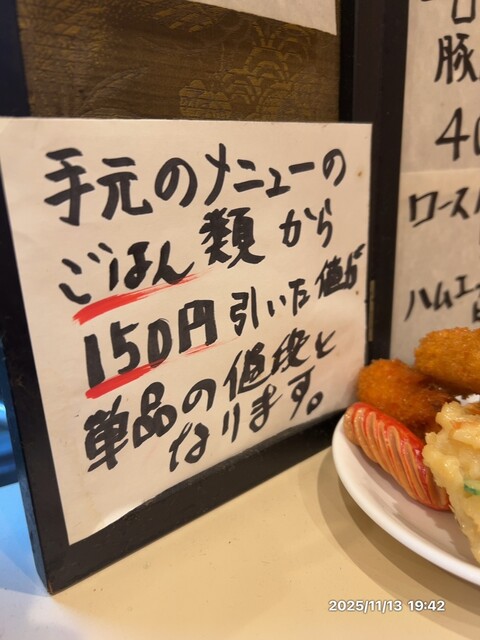 手元のメニューの
ごはん類から
150円引いた値が
単品の値段と
なります。
豚
ロース
ハムエ
2025/11/13 19:42